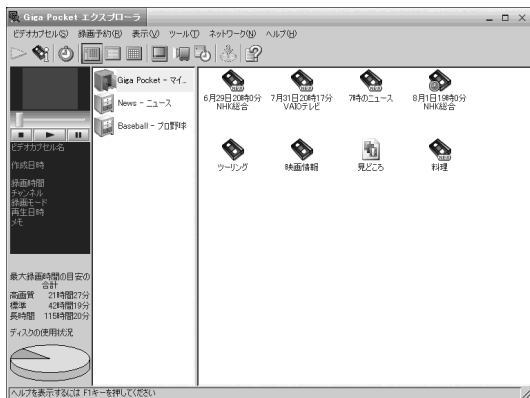 Giga Pocket エクスプローラ
ビデオカプセル(S) 録画予約(R) 表示(V) ツール(T) ネットワーク(N) ヘルプ(H)
Giga Pocket - マイ...
News - ニュース
Baseball - プロ野球
6月29日20時0分
NHK総合
7月31日20時17分
VAIOテレビ
7時のニュース
8月1日19時0分
NHK総合
ツーリング
映画情報
見どころ
料理
ビデオカプセル名
作成日時
録画時間
チャンネル
録画モード
再生日時
メモ
最大録画時間の目安の
合計
高画質 21時間27分
標準 42時間19分
長時間 115時間20分
ディスクの使用状況
ヘルプを表示するには F1キーを押してください